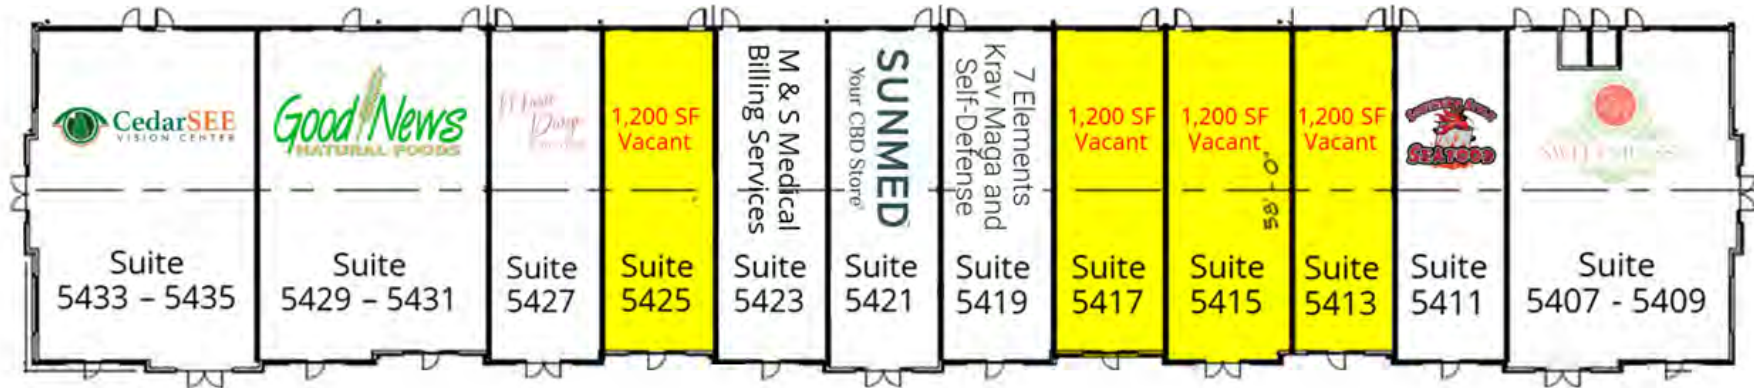 CedarSEE
VISION CENTER
Suite
5433 – 5435
Good News
NATURAL FOODS
Suite
5429 – 5431
Suite
5427
1,200 SF
Vacant
Suite
5425
M & S Medical
Billing Services
Suite
5423
SUNMED
Your CBD Store
Suite
5421
7 Elements
Krav Maga and
Self-Defense
Suite
5419
1,200 SF
Vacant
Suite
5417
1,200 SF
Vacant
58' - 0"
Suite
5415
1,200 SF
Vacant
Suite
5413
SEAFOOD
Suite
5411
Suite
5407 - 5409